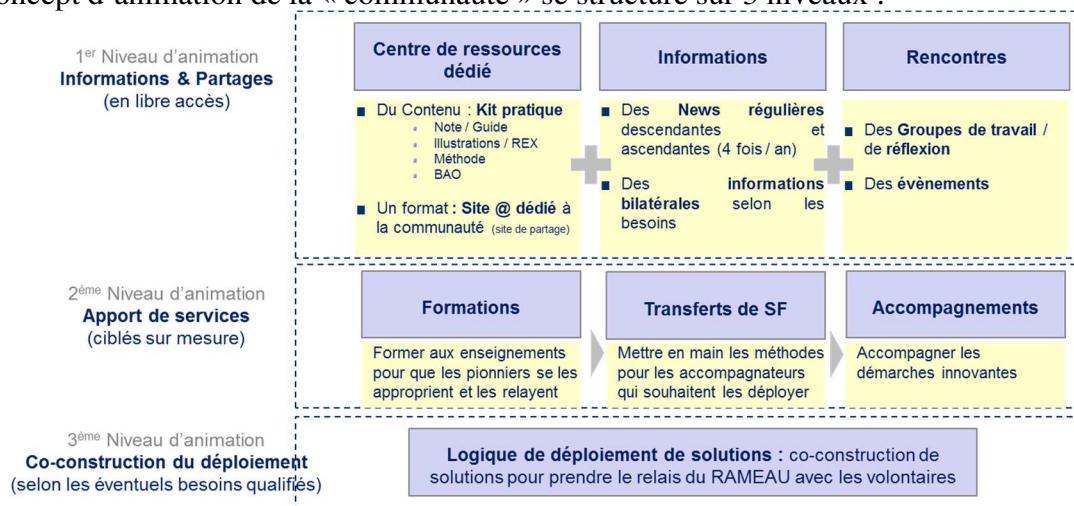 concept d'animation de la « communauté » se structure sur 3 niveaux :
1er Niveau d'animation
Informations & Partages
(en libre accès)
Centre de ressources
dédié
Du Contenu : Kit pratique
Note / Guide
Illustrations / REX
Méthode
BAO
Un format : Site @ dédié à
la communauté (site de partage)
Informations
Des News régulières
descendantes et
ascendantes (4 fois / an)
Des informations
bilatérales selon les
besoins
Rencontres
Des Groupes de travail /
de réflexion
Des évènements
2ème Niveau d'animation
Apport de services
(ciblés sur mesure)
Formations
Former aux enseignements
pour que les pionniers se les
approprient et les relayent
Transferts de SF
Mettre en main les méthodes
pour les accompagnateurs
qui souhaitent les déployer
Accompagnements
Accompagner les
démarches innovantes
3ème Niveau d'animation
Co-construction du déploiement
(selon les éventuels besoins qualifiés)
Logique de déploiement de solutions : co-construction de
solutions pour prendre le relais du RAMEAU avec les volontaires